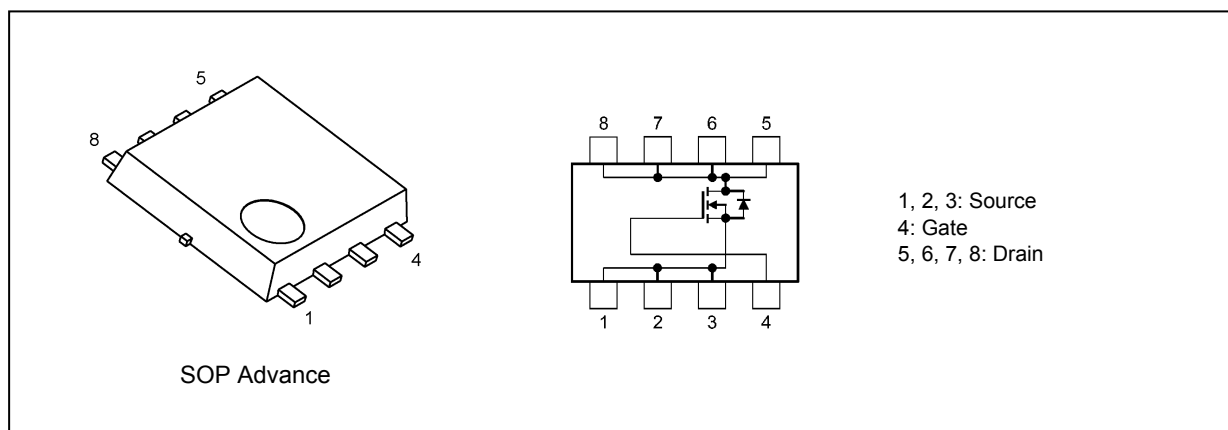 5
8
4
1
SOP Advance
8 7 6 5
1 2 3 4
1, 2, 3: Source
4: Gate
5, 6, 7, 8: Drain